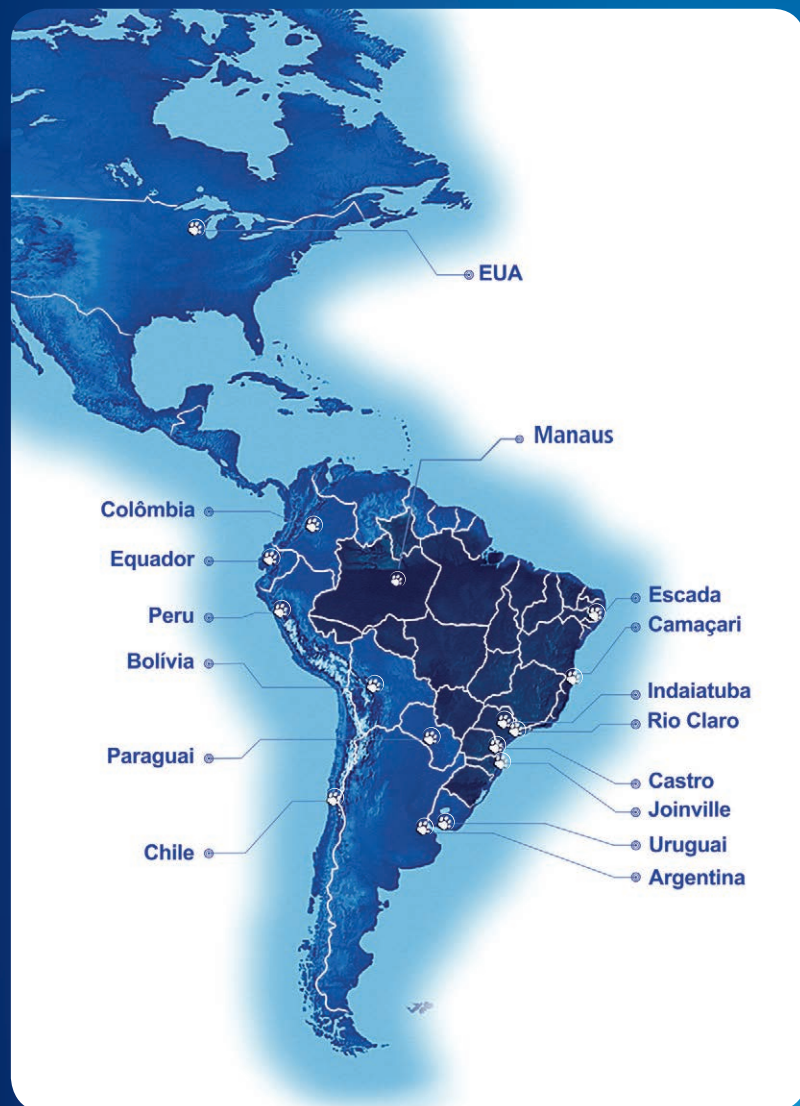 EUA
Manaus
Colômbia
Equador
Peru
Bolívia
Paraguai
Chile
Escada
Camaçari
Indaiatuba
Rio Claro
Castro
Joinville
Uruguai
Argentina